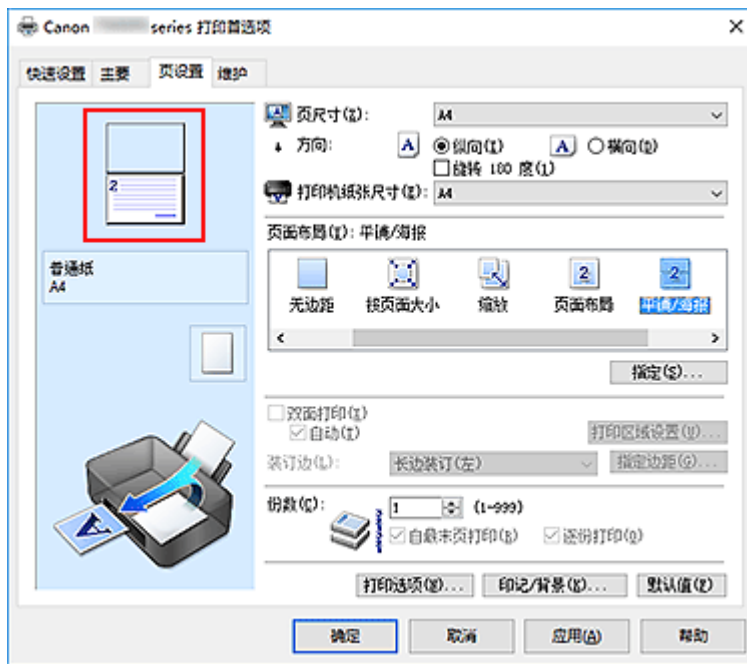 Canon series 打印首选项
快速设置 主要 页设置 维护
页尺寸(Z): A4
方向: A 纵向(T) A 横向(D)
旋转 180 度(1)
打印机纸张尺寸(E): A4
2
页面布局(Y): 平铺/海报
普通纸
A4
2 2
无边距 按页面大小 缩放 页面布局 平铺/海报
指定(S)...
双面打印(X)
自动(I) 打印区域设置(U)...
装订边(L): 长边装订(左) 指定边距(G)...
份数(C): 1 (1-999)
自最末页打印(R) 逐份打印(O)
A
打印选项(N)... 印记/背景(K)... 默认值(F)
确定 取消 应用(A) 帮助